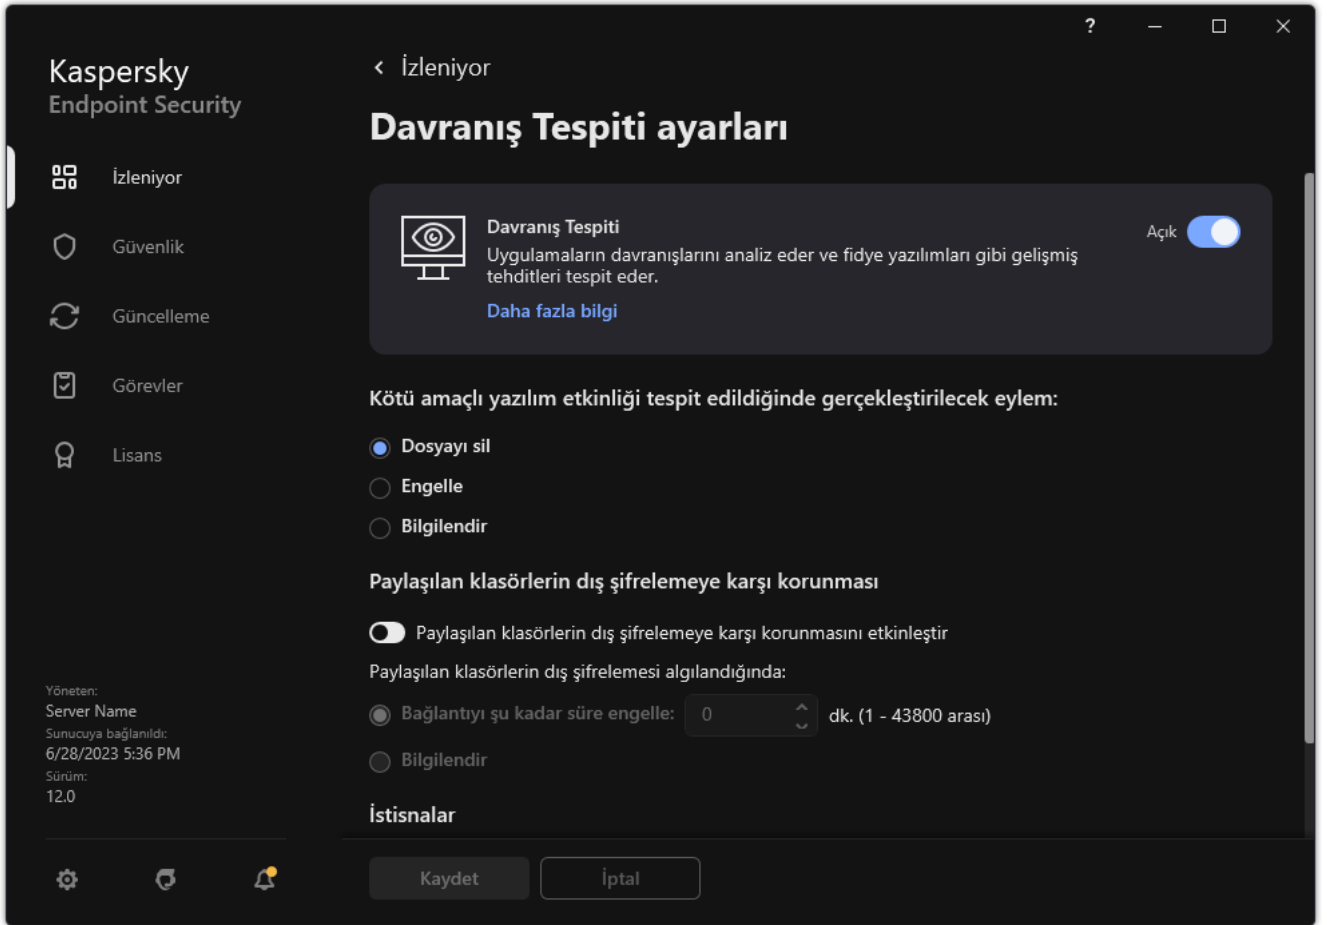 ?
Kaspersky
Endpoint Security
İzleniyor
Güvenlik
Güncelleme
Görevler
Lisans
Yöneten:
Server Name
Sunucuya bağlanıldı:
6/28/2023 5:36 PM
Sürüm:
12.0
İzleniyor
Davranış Tespiti ayarları
Davranış Tespiti
Açık
Uygulamaların davranışlarını analiz eder ve fidye yazılımları gibi gelişmiş
tehditleri tespit eder.
Daha fazla bilgi
Kötü amaçlı yazılım etkinliği tespit edildiğinde gerçekleştirilecek eylem:
Dosyayı sil
Engelle
Bilgilendir
Paylaşılan klasörlerin dış şifrelemeye karşı korunması
Paylaşılan klasörlerin dış şifrelemeye karşı korunmasını etkinleştir
Paylaşılan klasörlerin dış şifrelemesi algılandığında:
Bağlantıyı şu kadar süre engelle: 0 dk. (1 - 43800 arası)
Bilgilendir
İstisnalar
Kaydet
İptal